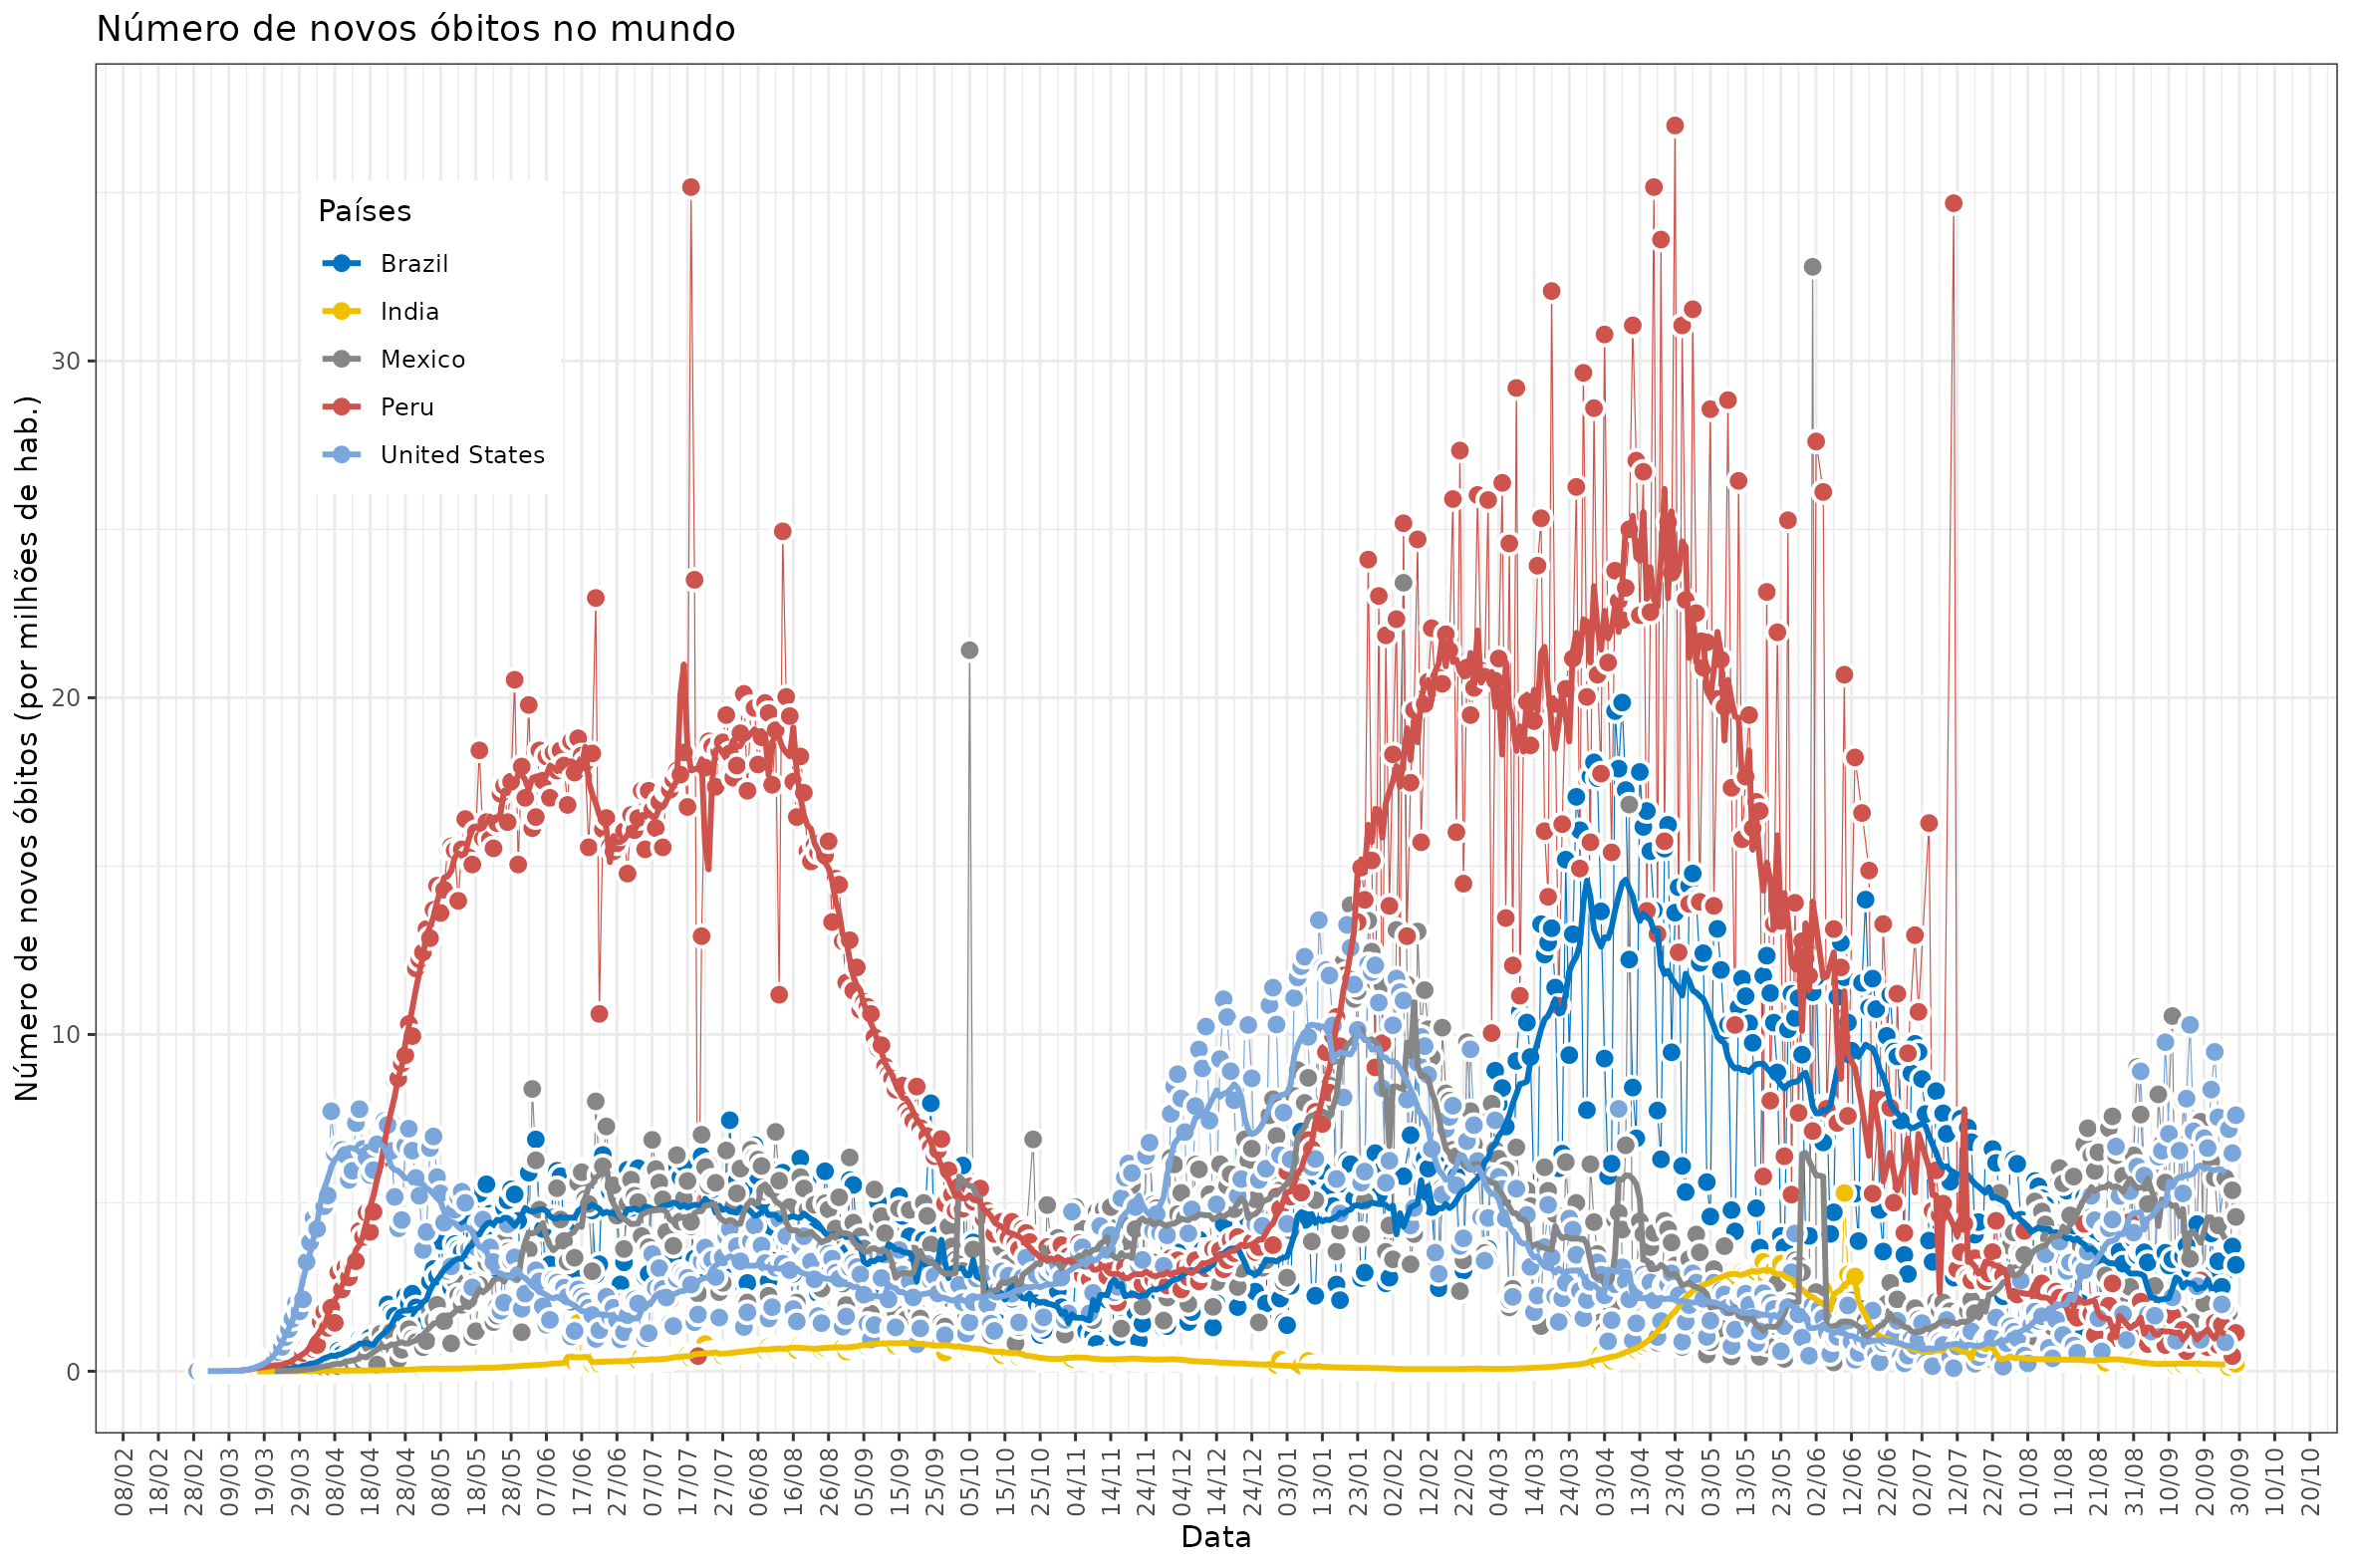 Número de novos óbitos no mundo
Número de novos óbitos (por milhões de hab.)
30
20
10
0
Países
Brazil
India
Mexico
Peru
United States
08/02 18/02 28/02 09/03 19/03 29/03 08/04 18/04 28/04 08/05 18/05 28/05 07/06 17/06 27/06 07/07 17/07 27/07 06/08 16/08 26/08 05/09 15/09 25/09 05/10 15/10 25/10 04/11 14/11 24/11 04/12 14/12 24/12 03/01 13/01 23/01 02/02 12/02 22/02 04/03 14/03 24/03 03/04 13/04 23/04 03/05 13/05 23/05 02/06 12/06 22/06 02/07 12/07 22/07 01/08 11/08 21/08 31/08 10/09 20/09 30/09 10/10 20/10
Data